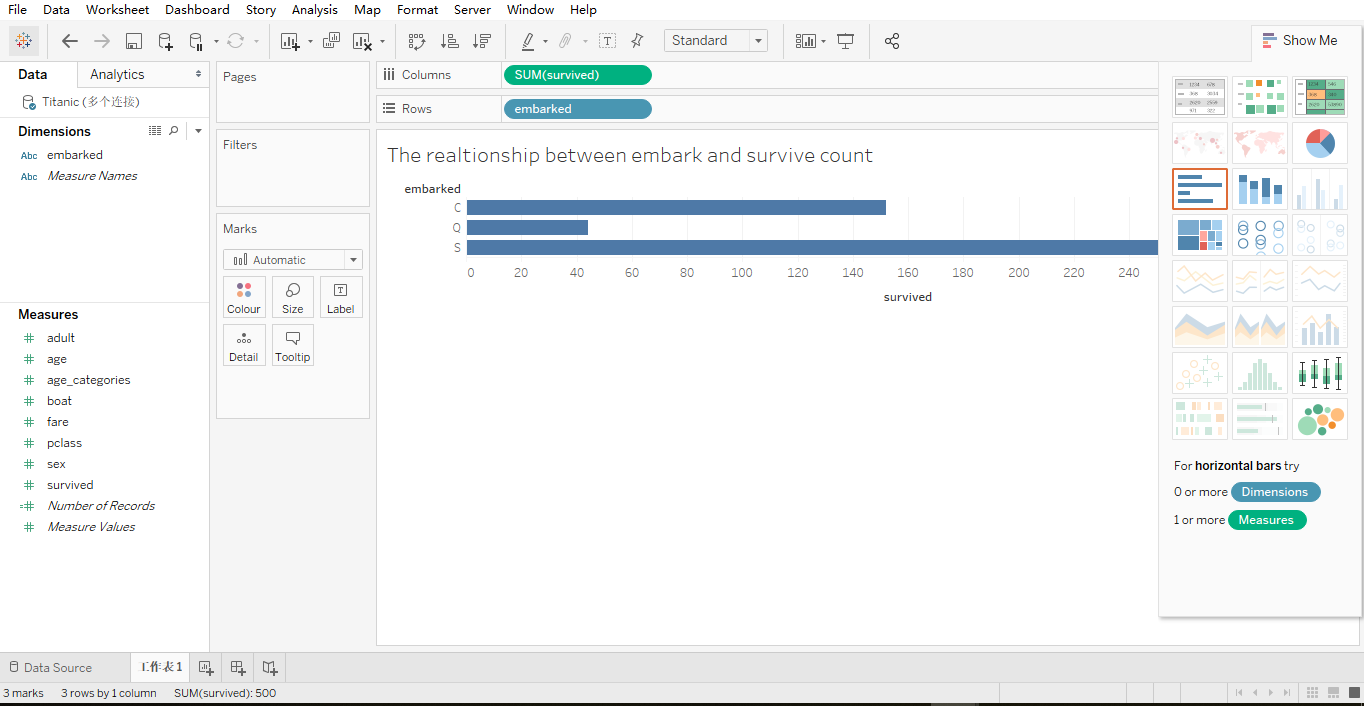 File Data Worksheet Dashboard Story Analysis Map Format Server Window Help
Standard
Show Me
Data Analytics
Titanic (多个连接)
Dimensions
Abc embarked
Abc Measure Names
Measures
adult
age
age_categories
boat
fare
pclass
sex
survived
Number of Records
Measure Values
Pages
Filters
Marks
Automatic
Colour Size Label
Detail Tooltip
Columns SUM(survived)
Rows embarked
The realtionship between embark and survive count
embarked
C
Q
S
0 20 40 60 80 100 120 140 160 180 200 220 240
survived
For horizontal bars try
0 or more Dimensions
1 or more Measures
Data Source 工作表 1
3 marks 3 rows by 1 column SUM(survived): 500